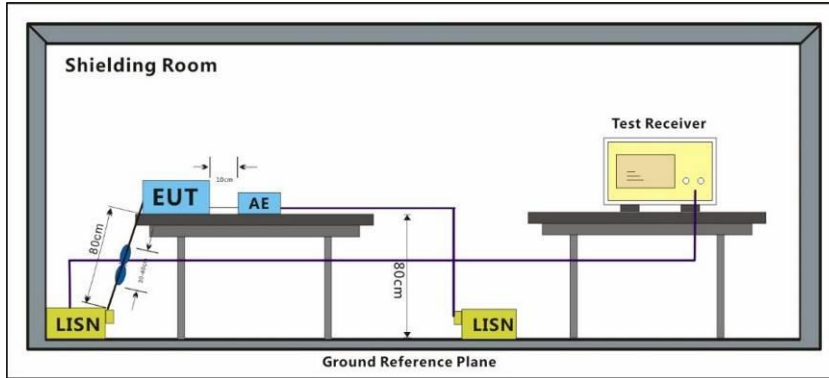 Shielding Room
Test Receiver
10cm
EUT
AE
80cm
80cm
LISN
LISN
Ground Reference Plane